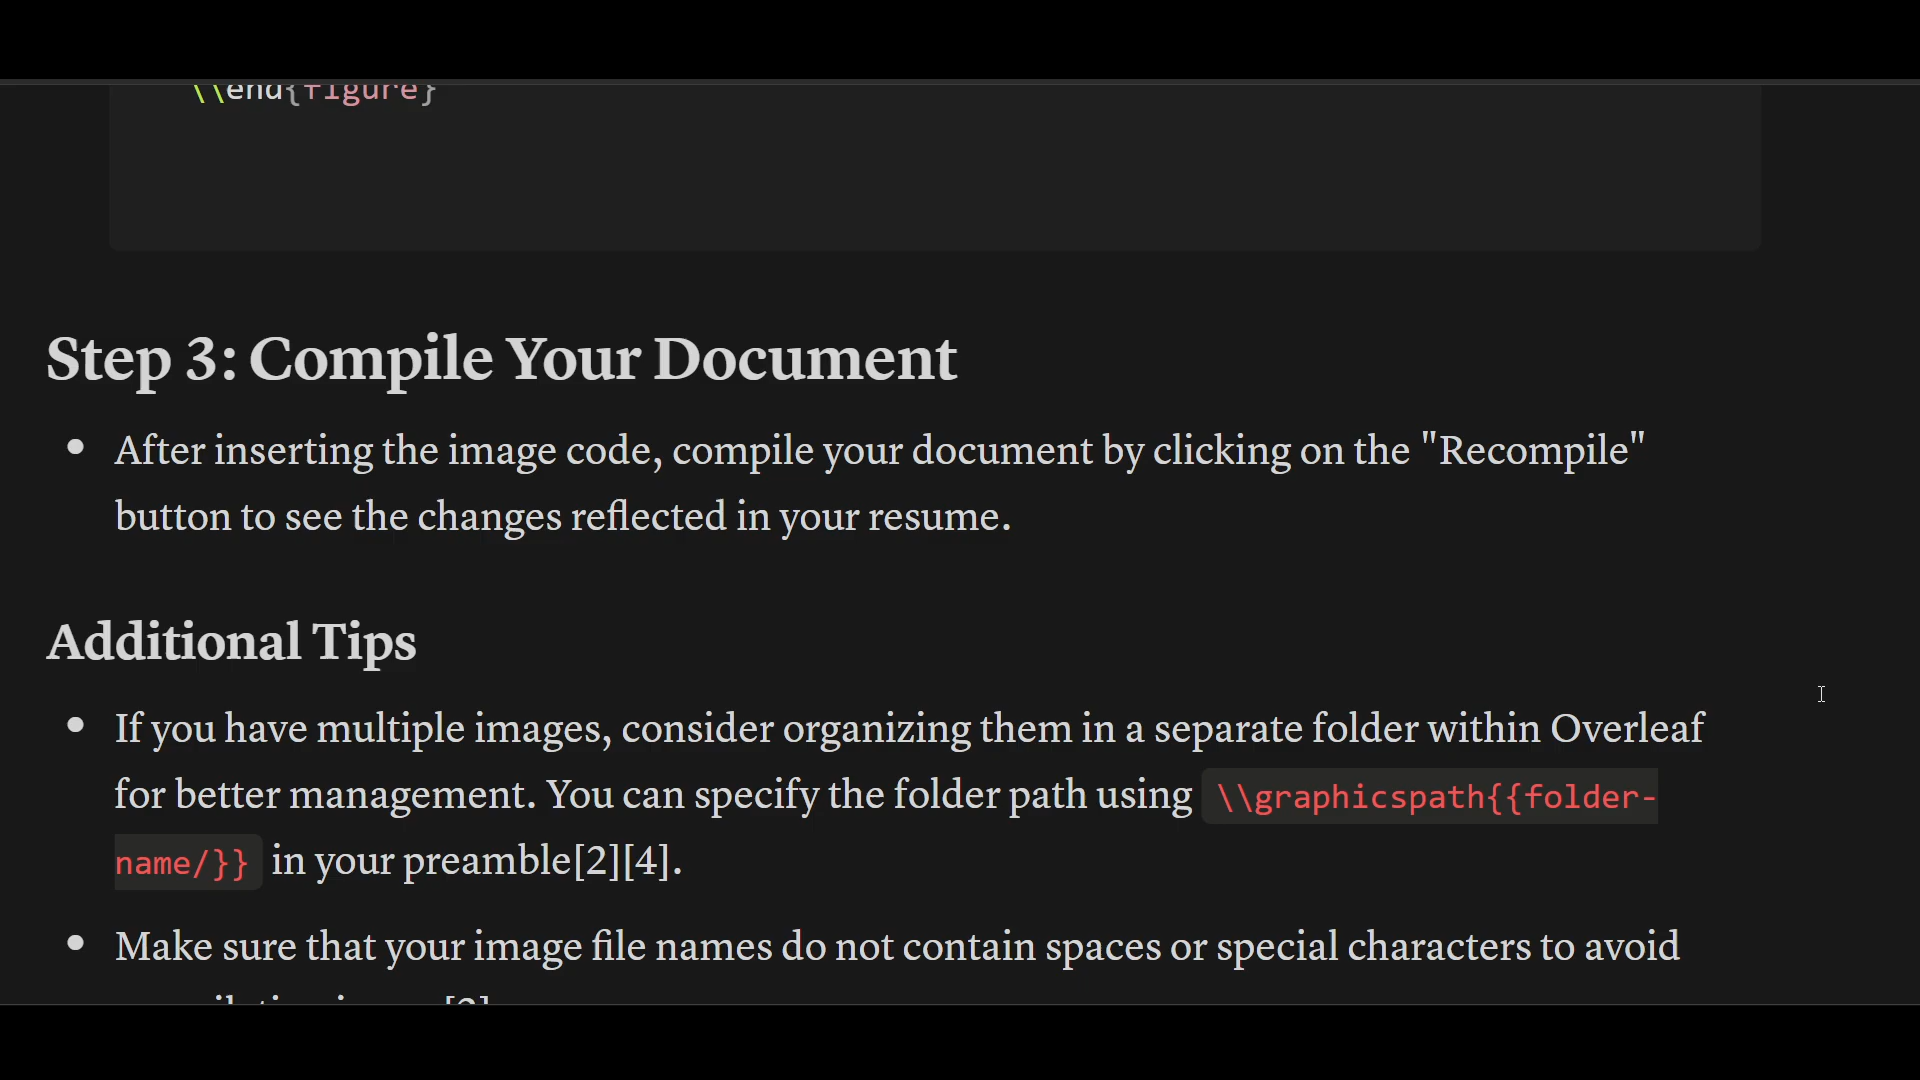 \\end{figure}
Step 3: Compile Your Document
After inserting the image code, compile your document by clicking on the "Recompile"
button to see the changes reflected in your resume.
Additional Tips
If you have multiple images, consider organizing them in a separate folder within Overleaf
for better management. You can specify the folder path using \\graphicspath{{folder-
name/}} in your preamble[2][4].
Make sure that your image file names do not contain spaces or special characters to avoid